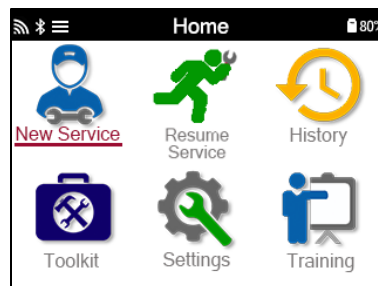 Home
80%
New Service
Resume
Service
History
Toolkit
Settings
Training